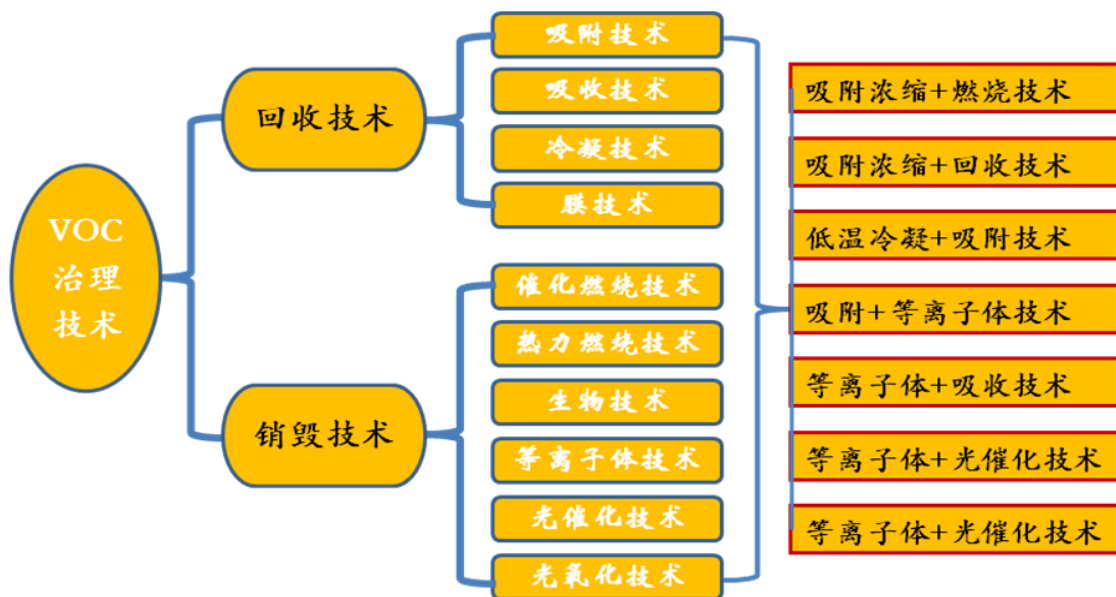 VOC
治理
技术
回收技术
销毁技术
吸附技术
吸收技术
冷凝技术
膜技术
催化燃烧技术
热力燃烧技术
生物技术
等离子体技术
光催化技术
光氧化技术
吸附浓缩+燃烧技术
吸附浓缩+回收技术
低温冷凝+吸附技术
吸附+等离子体技术
等离子体+吸收技术
等离子体+光催化技术
等离子体+光催化技术